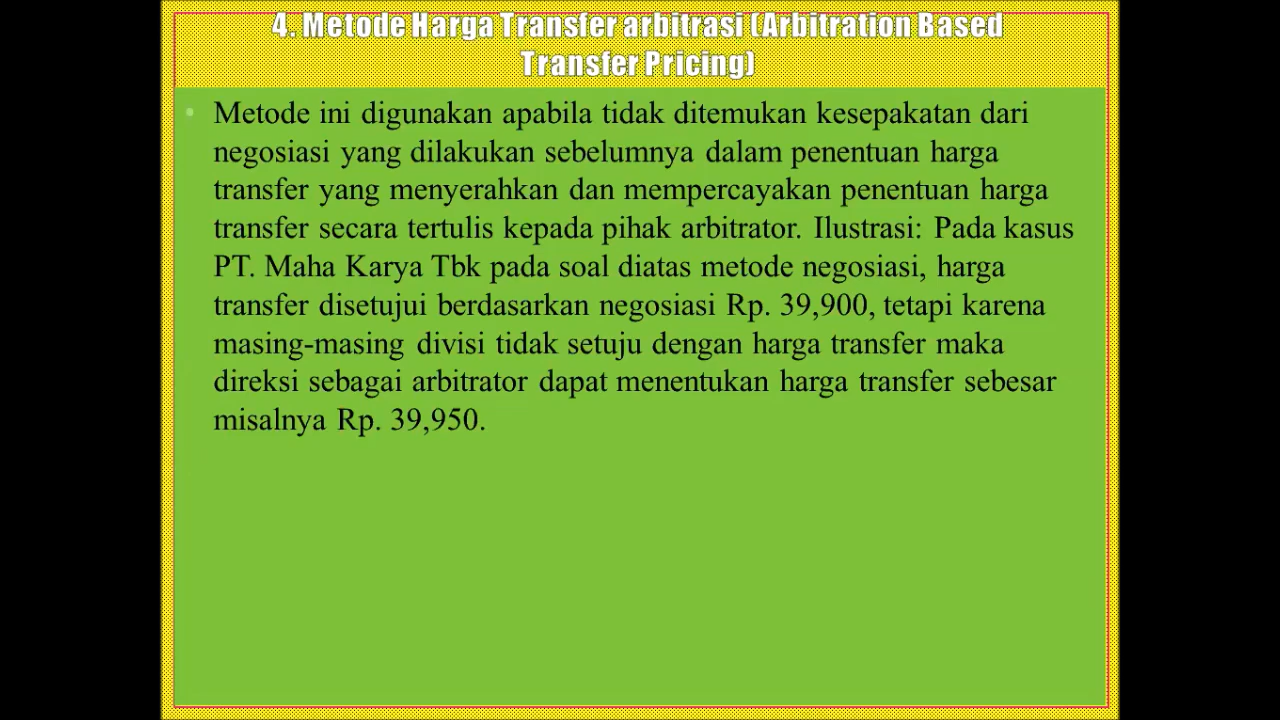 4. Metode Harga Transfer arbitrasi (Arbitration Based
Transfer Pricing)
• Metode ini digunakan apabila tidak ditemukan kesepakatan dari
negosiasi yang dilakukan sebelumnya dalam penentuan harga
transfer yang menyerahkan dan mempercayakan penentuan harga
transfer secara tertulis kepada pihak arbitrator. Ilustrasi: Pada kasus
PT. Maha Karya Tbk pada soal diatas metode negosiasi, harga
transfer disetujui berdasarkan negosiasi Rp. 39,900, tetapi karena
masing-masing divisi tidak setuju dengan harga transfer maka
direksi sebagai arbitrator dapat menentukan harga transfer sebesar
misalnya Rp. 39,950.